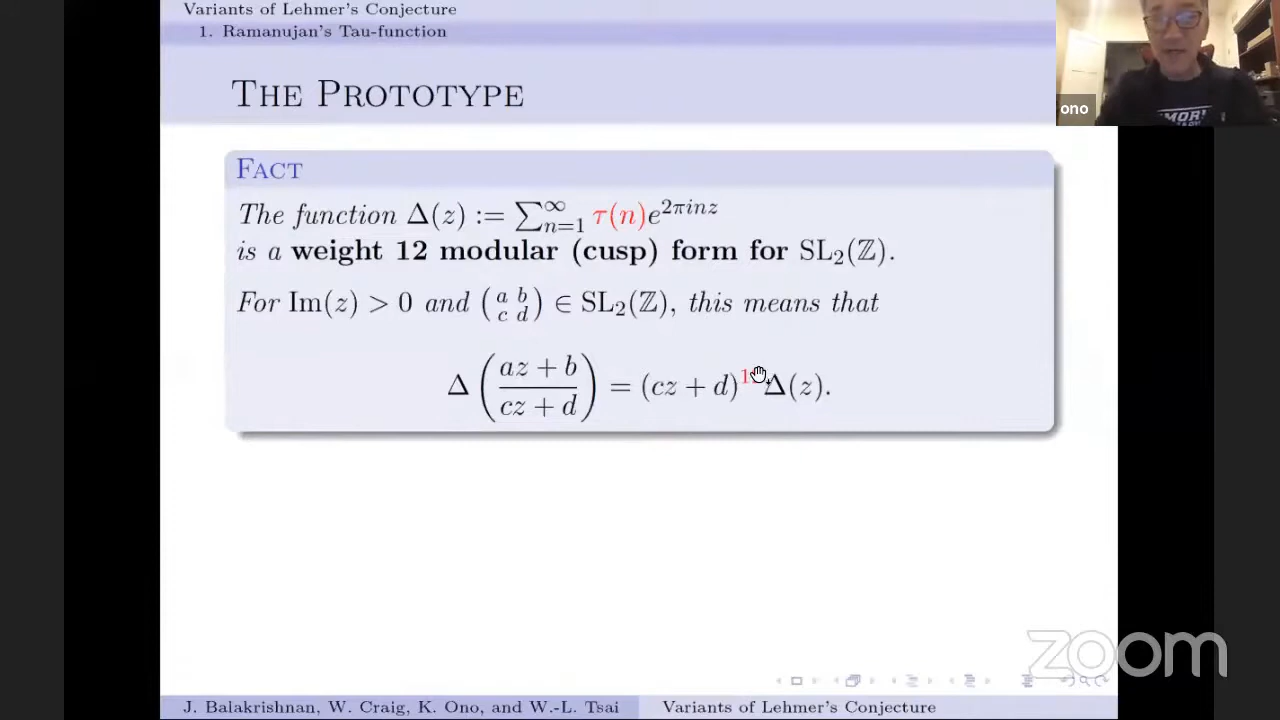 Variants of Lehmer's Conjecture
1. Ramanujan's Tau-function
THE PROTOTYPE
ono
FACT
The function Δ(z) := ∑_{n=1}^{∞} τ(n)e^{2πinz}
is a weight 12 modular (cusp) form for SL₂(ℤ).
For Im(z) > 0 and (a b; c d) ∈ SL₂(ℤ), this means that
Δ((az + b)/(cz + d)) = (cz + d) Δ(z).
zoom
J. Balakrishnan, W. Craig, K. Ono, and W.-L. Tsai Variants of Lehmer's Conjecture